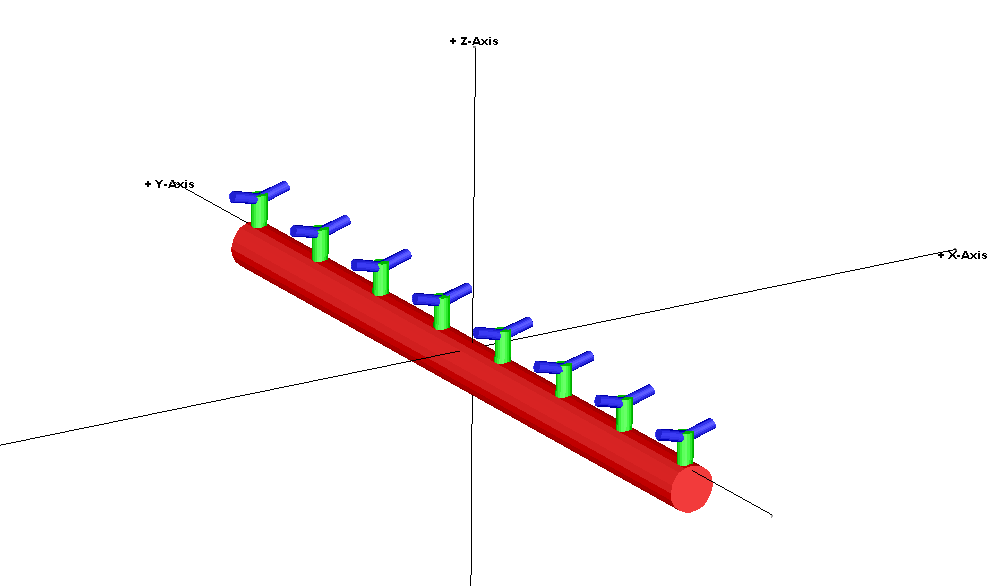 + Z-Axis
+ Y-Axis
+ X-Axis